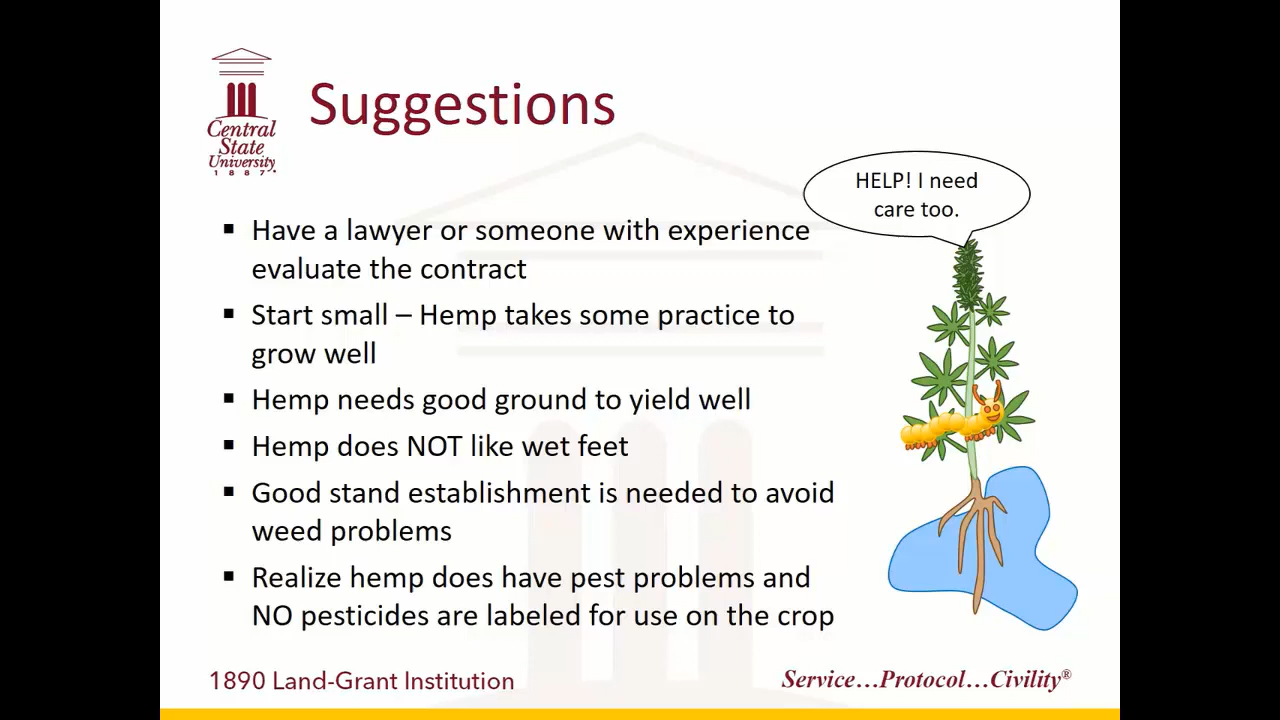 Central
State
University
1887
Suggestions
HELP! I need
care too.
▪ Have a lawyer or someone with experience
evaluate the contract
▪ Start small – Hemp takes some practice to
grow well
▪ Hemp needs good ground to yield well
▪ Hemp does NOT like wet feet
▪ Good stand establishment is needed to avoid
weed problems
▪ Realize hemp does have pest problems and
NO pesticides are labeled for use on the crop
1890 Land-Grant Institution
Service…Protocol…Civility®